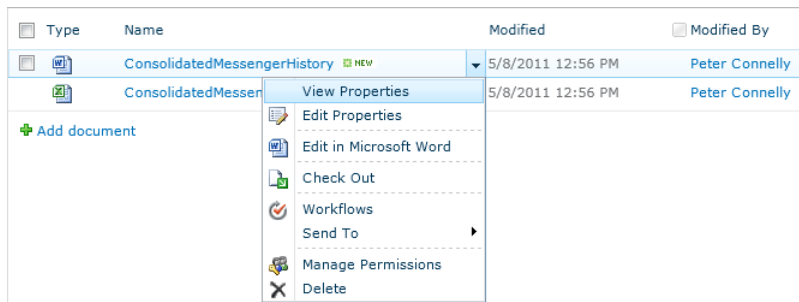 Type Name Modified Modified By
ConsolidatedMessengerHistory NEW 5/8/2011 12:56 PM Peter Connelly
ConsolidatedMessen 5/8/2011 12:56 PM Peter Connelly
Add document
View Properties
Edit Properties
Edit in Microsoft Word
Check Out
Workflows
Send To
Manage Permissions
Delete